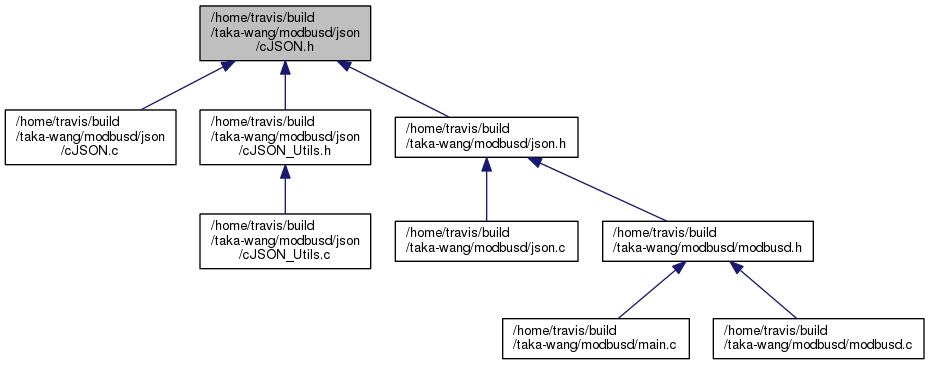 /home/travis/build
/taka-wang/modbusd/json
/cJSON.h
/home/travis/build
/taka-wang/modbusd/json
/cJSON.c
/home/travis/build
/taka-wang/modbusd/json
/cJSON_Utils.h
/home/travis/build
/taka-wang/modbusd/json.h
/home/travis/build
/taka-wang/modbusd/json
/cJSON_Utils.c
/home/travis/build
/taka-wang/modbusd/json.c
/home/travis/build
/taka-wang/modbusd/modbusd.h
/home/travis/build
/taka-wang/modbusd/main.c
/home/travis/build
/taka-wang/modbusd/modbusd.c